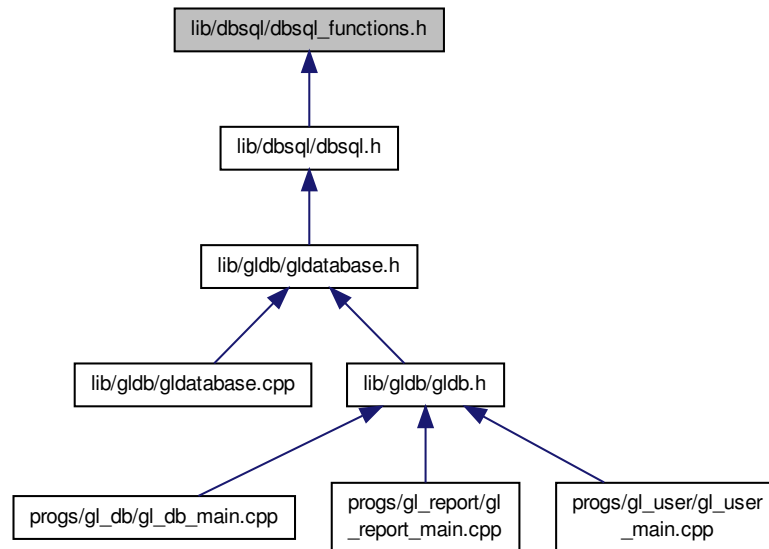 lib/dbsql/dbsql_functions.h
lib/dbsql/dbsql.h
lib/gldb/gldatabase.h
lib/gldb/gldatabase.cpp
lib/gldb/gldb.h
progs/gl_db/gl_db_main.cpp
progs/gl_report/gl
_report_main.cpp
progs/gl_user/gl_user
_main.cpp